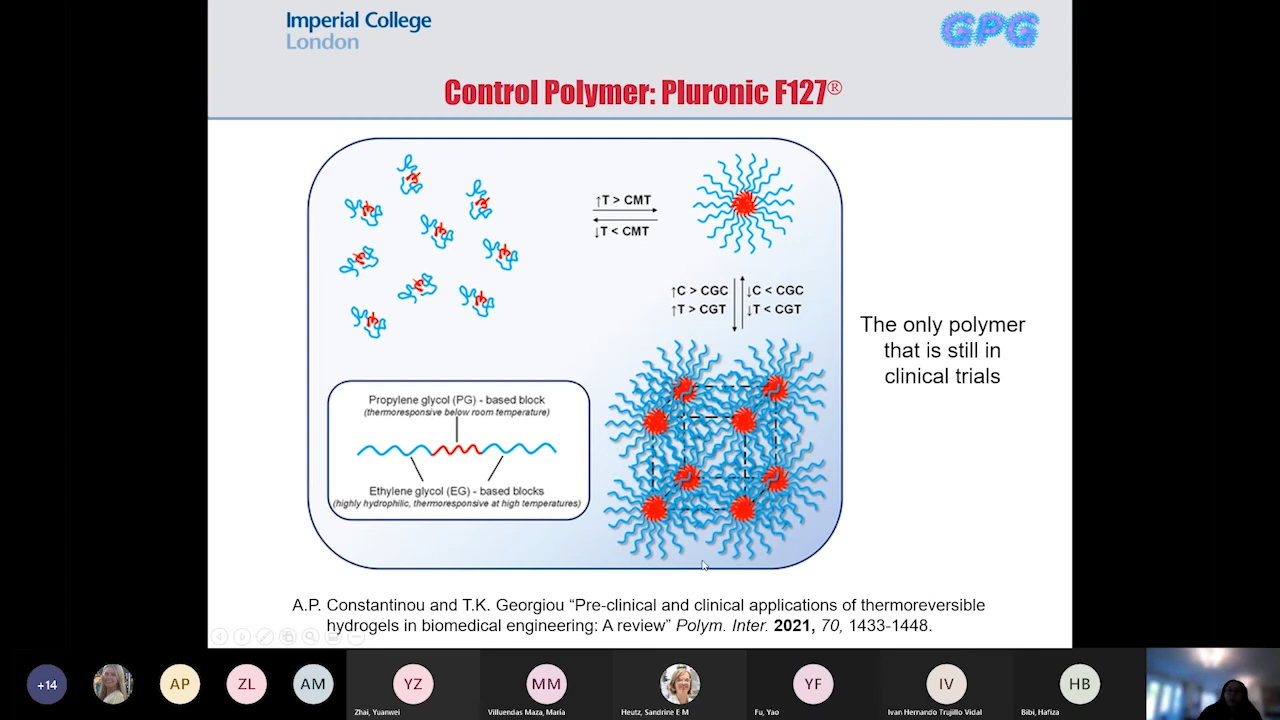 Imperial College
London
GPG
Control Polymer: Pluronic F127®
↑T > CMT
↓T < CMT
↑C > CGC
↑T > CGT
↓C < CGC
↓T < CGT
The only polymer
that is still in
clinical trials
Propylene glycol (PG) - based block
(thermoresponsive below room temperature)
Ethylene glycol (EG) - based blocks
(highly hydrophilic, thermoresponsive at high temperatures)
A.P. Constantinou and T.K. Georgiou “Pre-clinical and clinical applications of thermoreversible
hydrogels in biomedical engineering: A review” Polym. Inter. 2021, 70, 1433-1448.
+14
AP
ZL
AM
YZ
MM
YF
IV
HB
Zhai, Yuanwei
Villuendas Maza, Maria
Heutz, Sandrine E M
Fu, Yao
Ivan Hernando Trujillo Vidal
Bibi, Hafiza